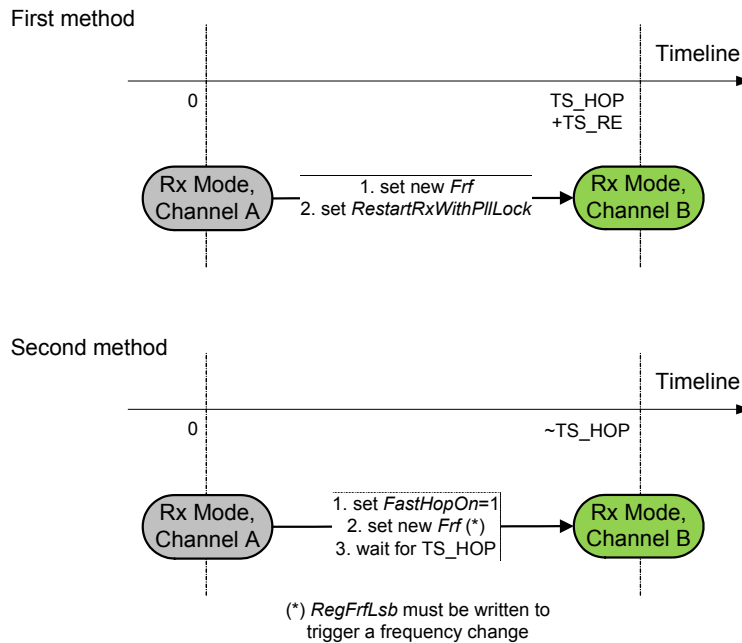 First method
Timeline
0
TS_HOP
+TS_RE
Rx Mode,
Channel A
1. set new Frf
2. set RestartRxWithPllLock
Rx Mode,
Channel B
Second method
Timeline
0
~TS_HOP
Rx Mode,
Channel A
1. set FastHopOn=1
2. set new Frf (*)
3. wait for TS_HOP
Rx Mode,
Channel B
(*) RegFrfLsb must be written to
trigger a frequency change